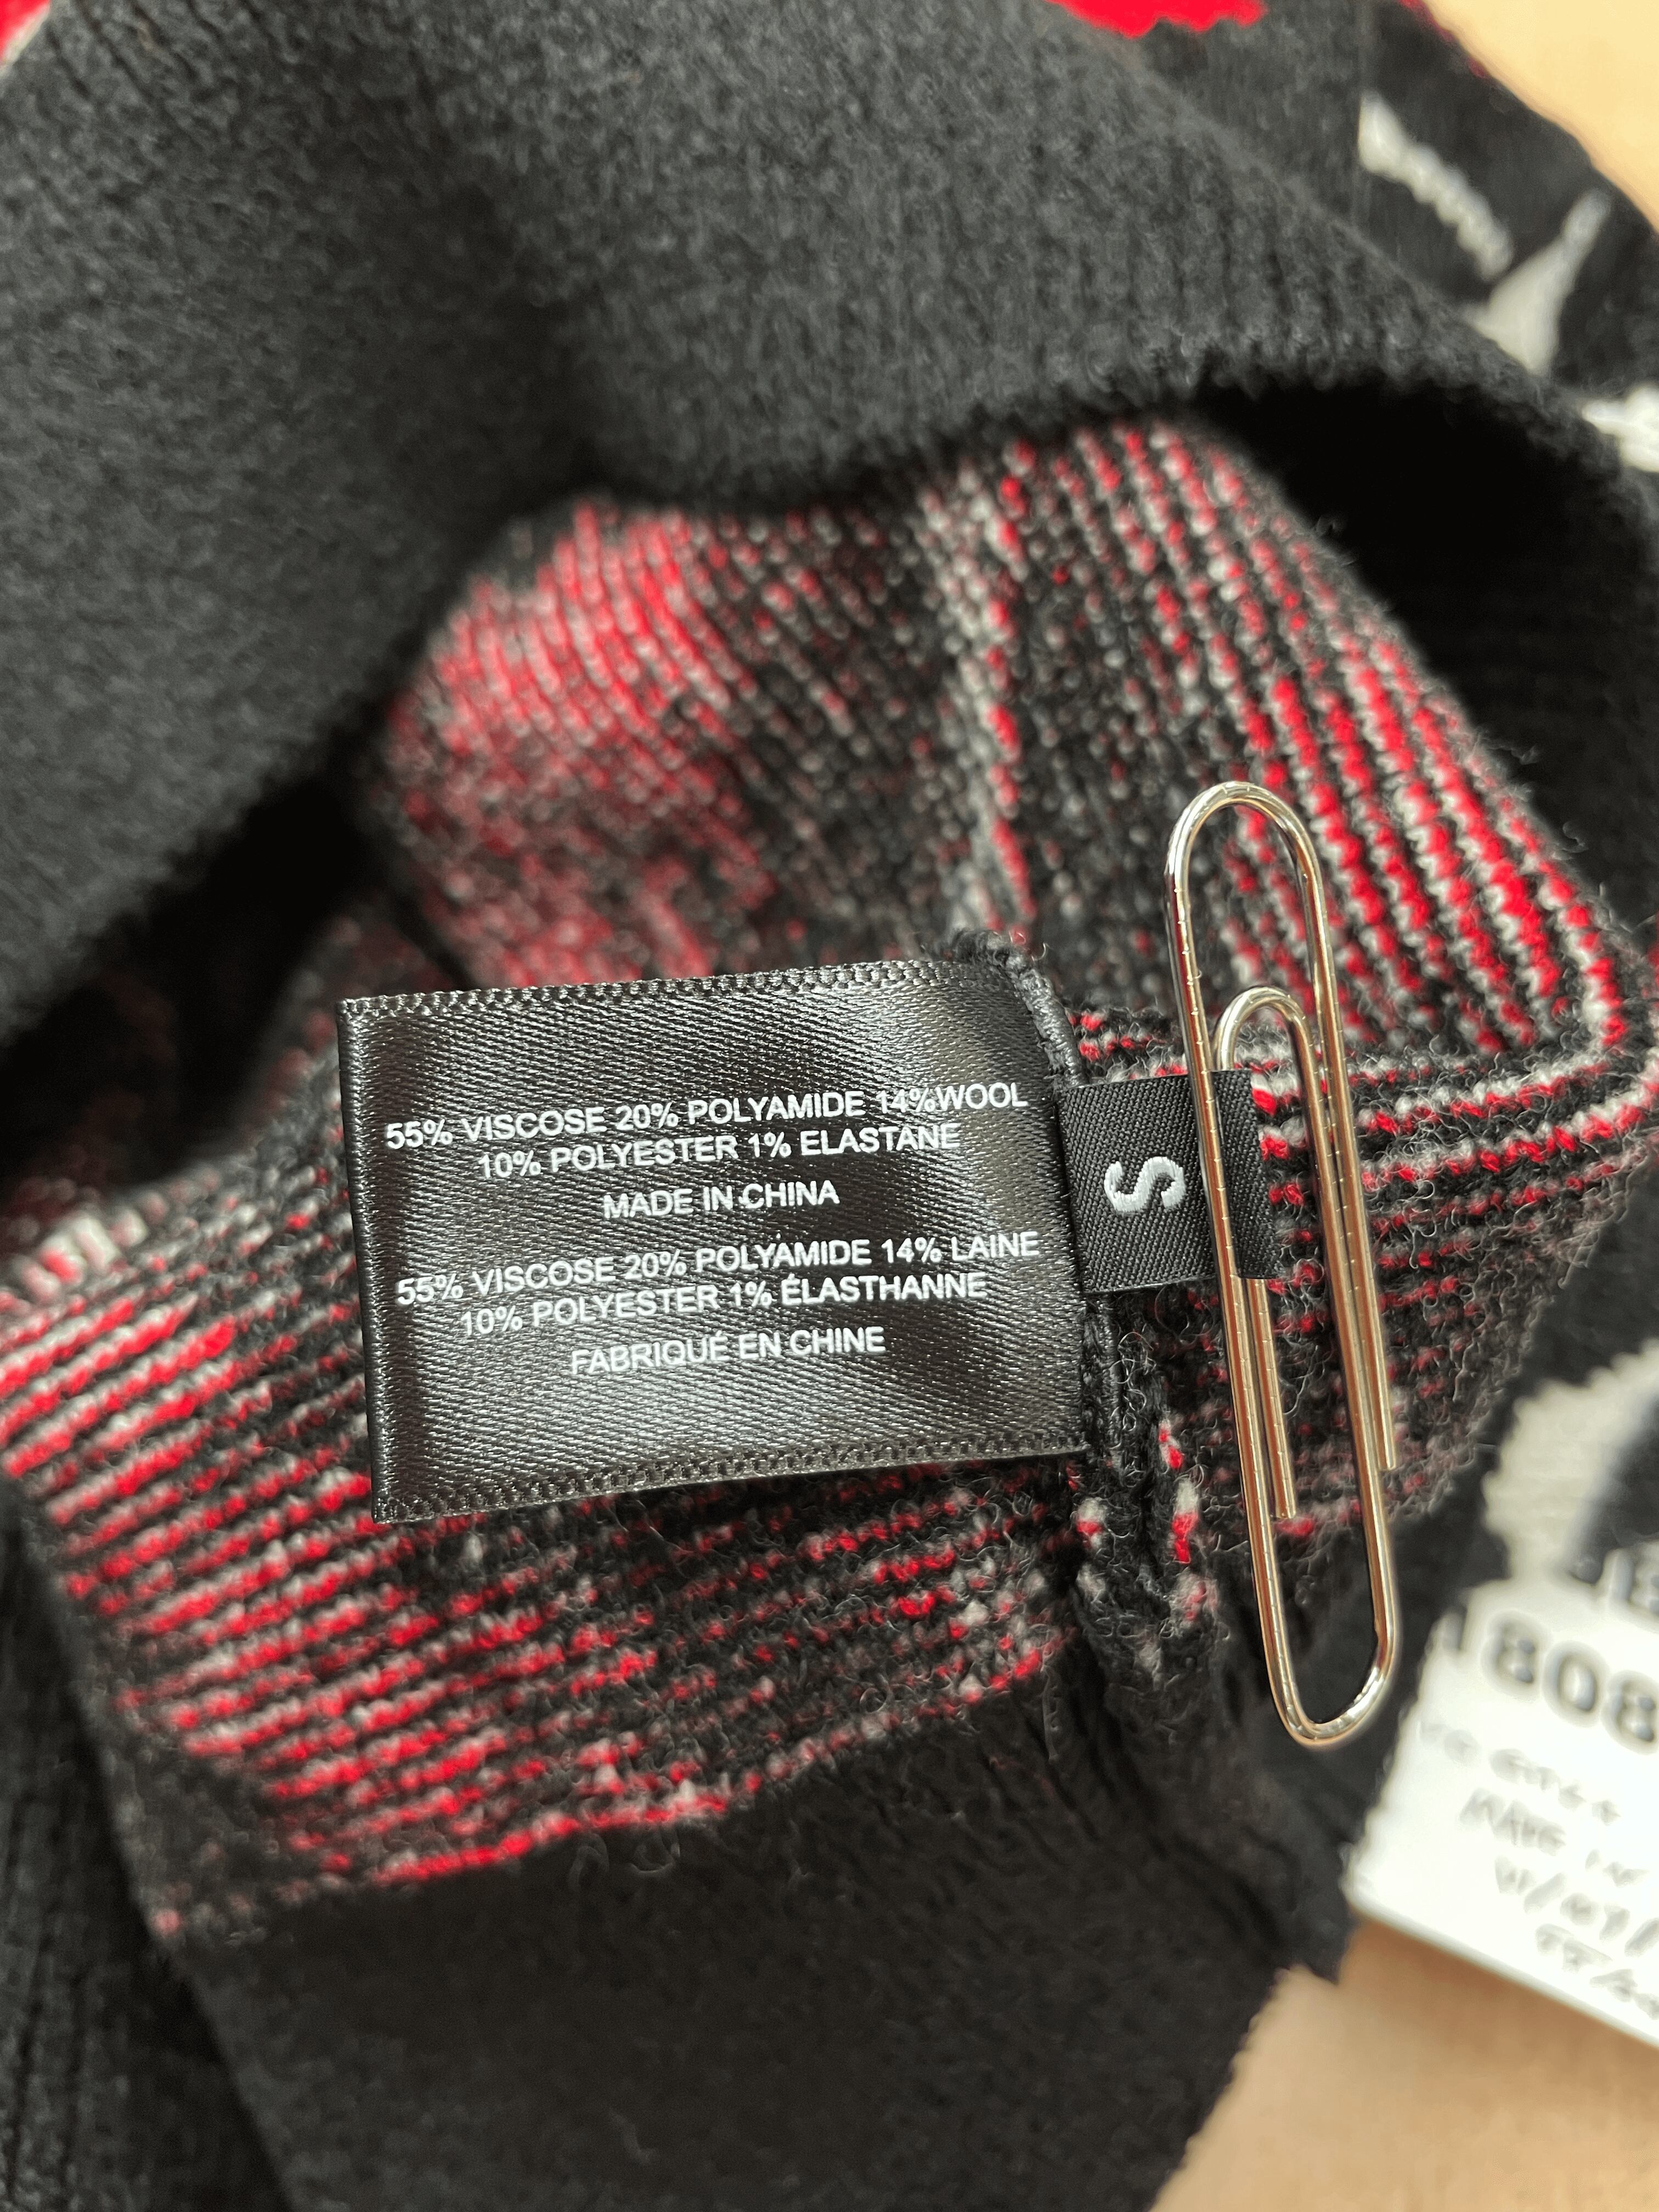 55% VISCOSE 20% POLYAMIDE 14%WOOL
10% POLYESTER 1% ELASTANE
MADE IN CHINA
55% VISCOSE 20% POLYAMIDE 14% LAINE
10% POLYESTER 1% ÉLASTHANNE
FABRIQUÉ EN CHINE
S
1808